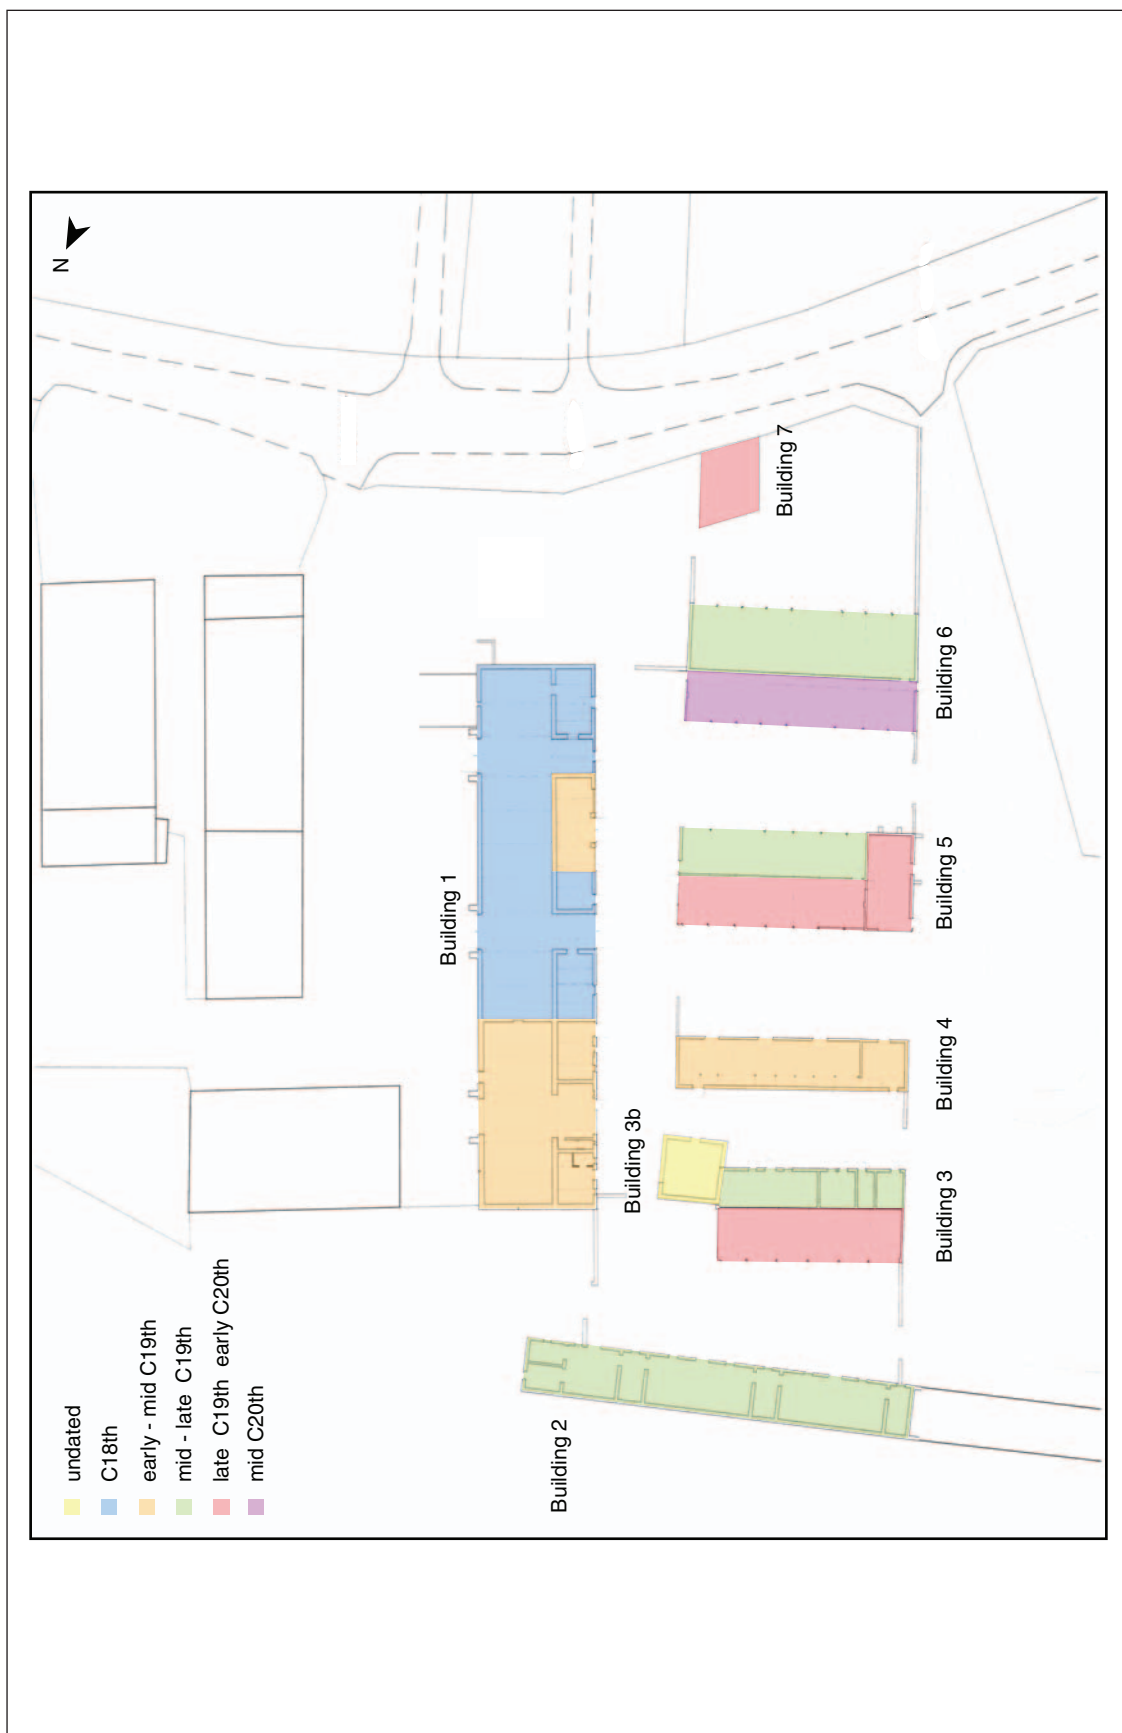 undated
C18th
early - mid C19th
mid - late C19th
late C19th early C20th
mid C20th
N
Building 1
Building 2
Building 3b
Building 3
Building 4
Building 5
Building 6
Building 7